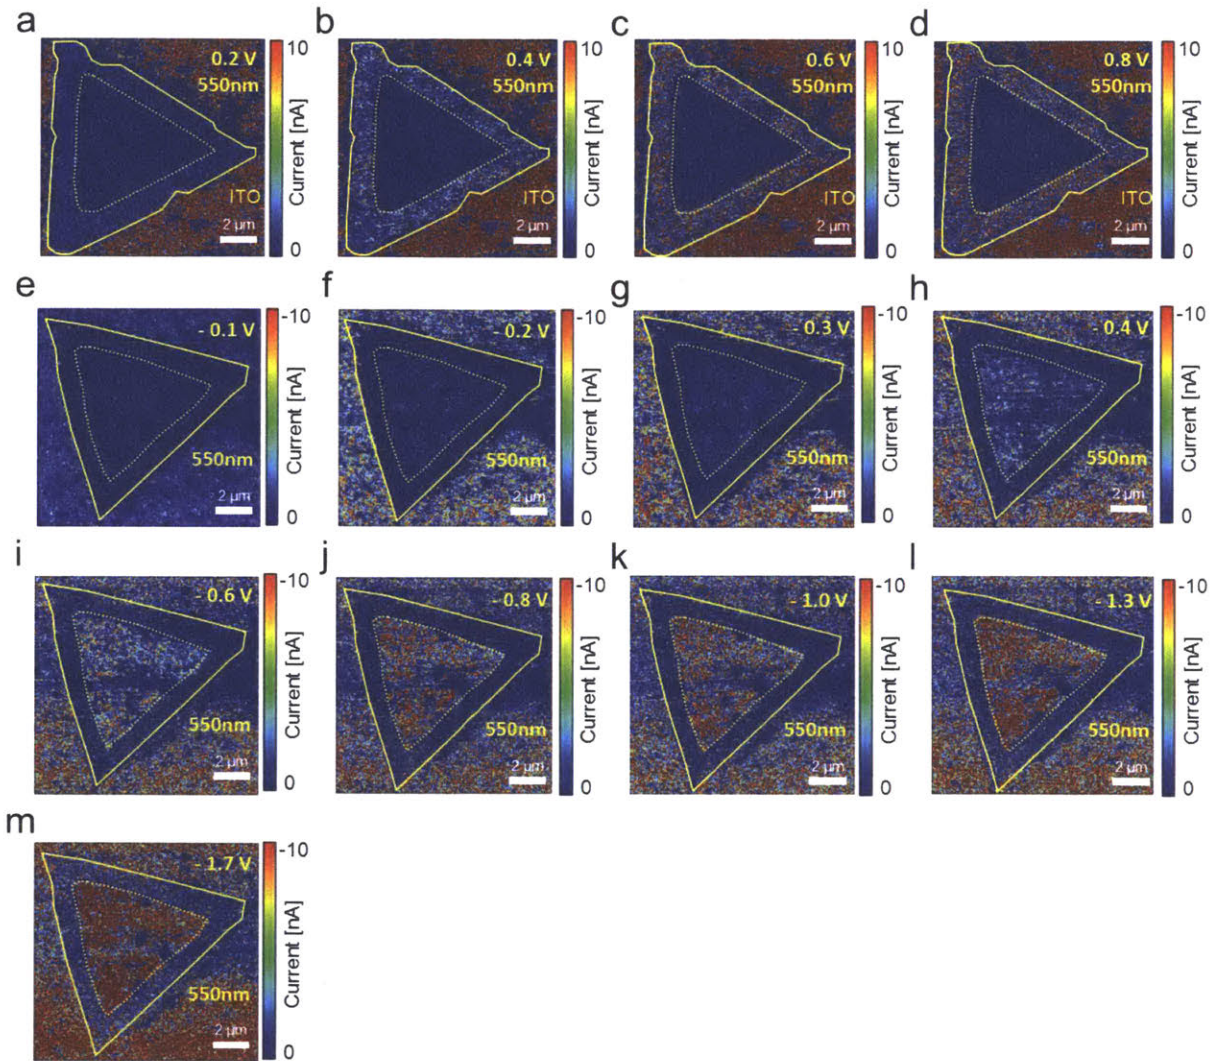 a
0.2 V
550nm
ITO
2 µm
10
Current [nA]
0
b
0.4 V
550nm
2 µm
10
Current [nA]
0
c
0.6 V
550nm
ITO
2 µm
10
Current [nA]
0
d
0.8 V
550nm
ITO
2 µm
10
Current [nA]
0
e
- 0.1 V
550nm
2 µm
-10
Current [nA]
0
f
- 0.2 V
550nm
2 µm
-10
Current [nA]
0
g
- 0.3 V
550nm
2 µm
-10
Current [nA]
0
h
- 0.4 V
550nm
2 µm
-10
Current [nA]
0
i
- 0.6 V
550nm
2 µm
-10
Current [nA]
0
j
- 0.8 V
550nm
2 µm
-10
Current [nA]
0
k
- 1.0 V
550nm
2 µm
-10
Current [nA]
0
l
- 1.3 V
550nm
2 µm
-10
Current [nA]
0
m
- 1.7 V
550nm
2 µm
-10
Current [nA]
0